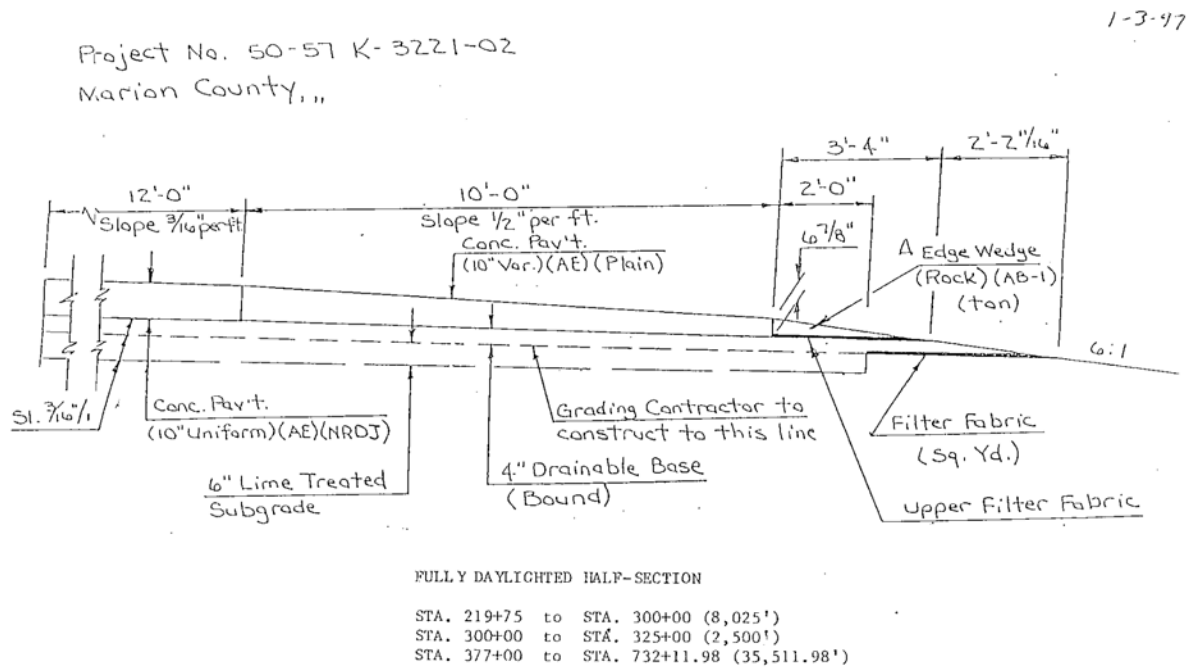 1-3-97
Project No. 50-57 K-3221-02
Marion County,,,
3'-4"
2'-2 11/16"
12'-0"
10'-0"
2'-0"
Slope 3/16" per ft.
Slope 1/2" per ft.
6 7/8"
Conc. Pav't.
(10" Var.) (AE) (Plain)
Δ Edge Wedge
(Rock) (AB-1)
(ton)
6:1
Sl. 3/16"/1
Conc. Pav't.
(10" Uniform) (AE) (NRDJ)
Grading Contractor to
construct to this line
Filter Fabric
(Sq. Yd.)
6" Lime Treated
Subgrade
4" Drainable Base
(Bound)
Upper Filter Fabric
FULLY DAYLIGHTED HALF-SECTION
STA. 219+75 to STA. 300+00 (8,025')
STA. 300+00 to STA. 325+00 (2,500')
STA. 377+00 to STA. 732+11.98 (35,511.98')